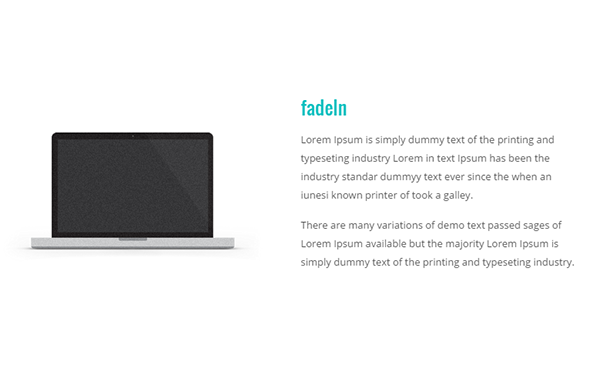 fadeIn
Lorem Ipsum is simply dummy text of the printing and
typeseting industry Lorem in text Ipsum has been the
industry standar dummyy text ever since the when an
iunesi known printer of took a galley.
There are many variations of demo text passed sages of
Lorem Ipsum available but the majority Lorem Ipsum is
simply dummy text of the printing and typeseting industry.